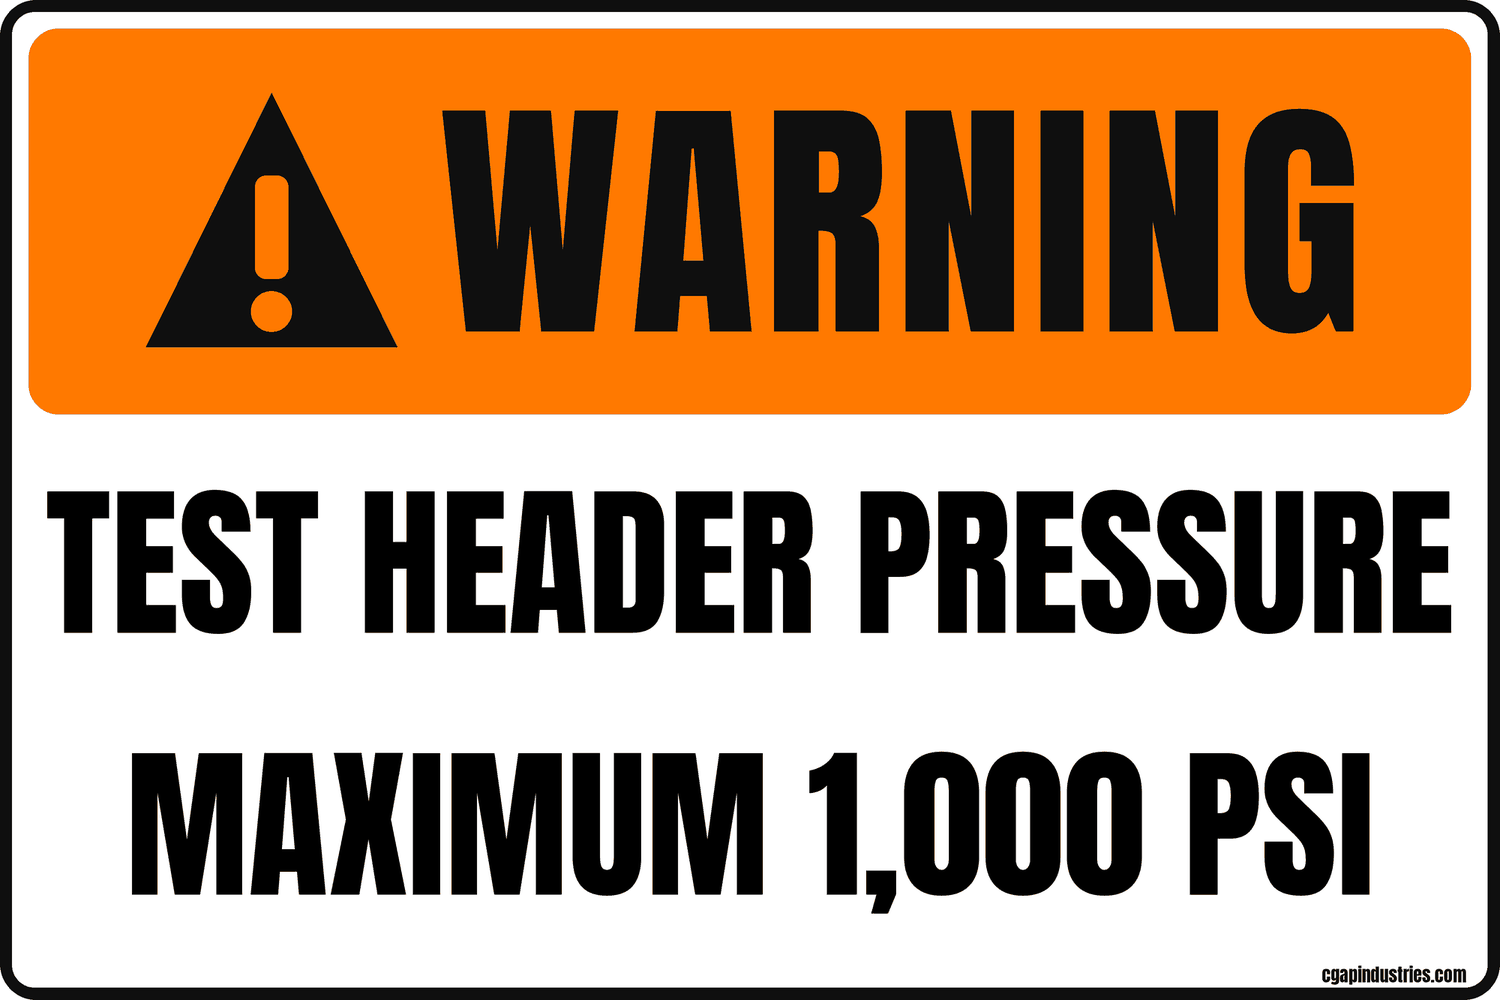 WARNING
TEST HEADER PRESSURE
MAXIMUM 1,000 PSI
cgapindustries.com